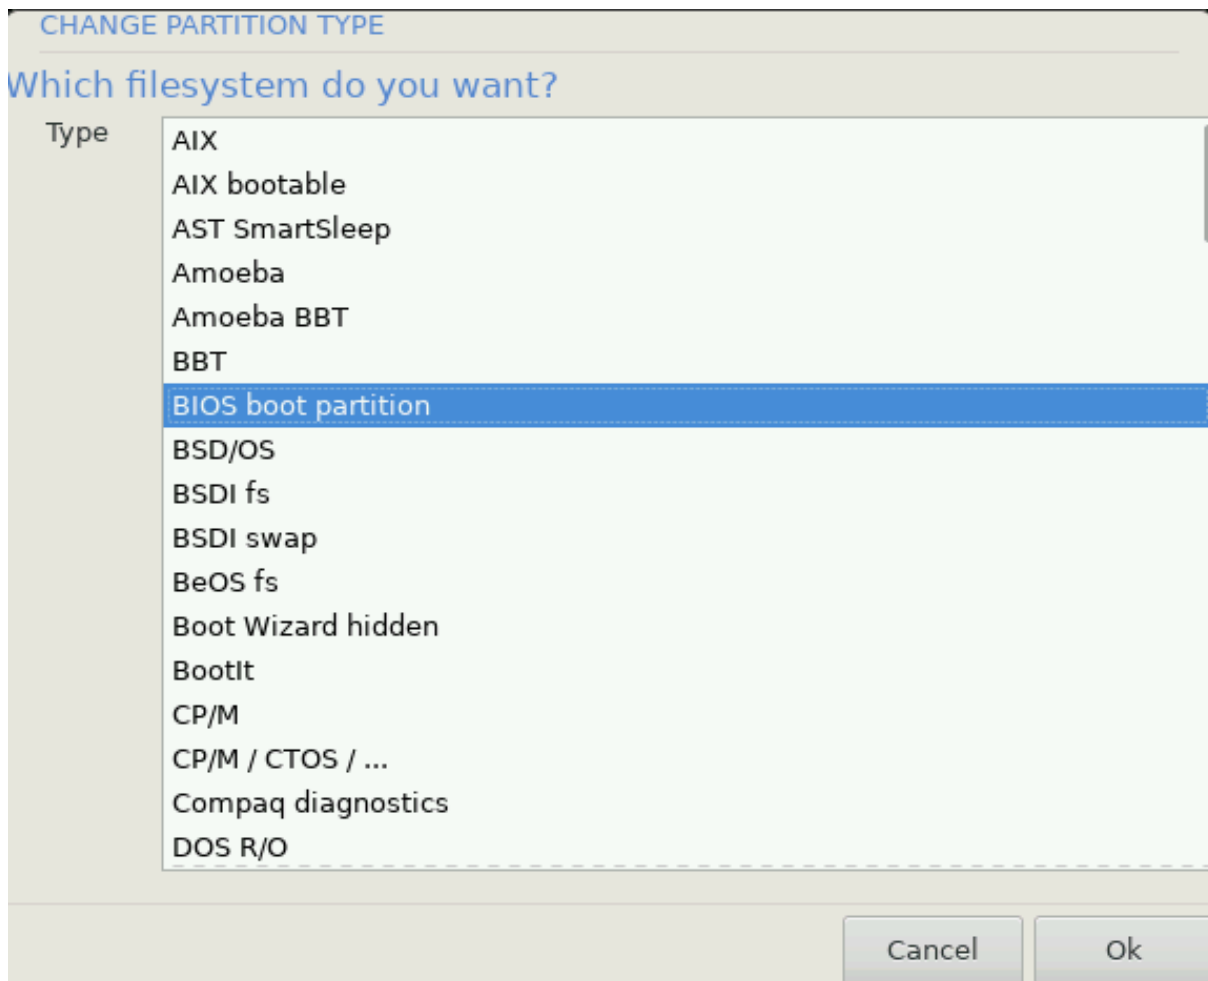 CHANGE PARTITION TYPE
Which filesystem do you want?
Type
AIX
AIX bootable
AST SmartSleep
Amoeba
Amoeba BBT
BBT
BIOS boot partition
BSD/OS
BSDI fs
BSDI swap
BeOS fs
Boot Wizard hidden
BootIt
CP/M
CP/M / CTOS / ...
Compaq diagnostics
DOS R/O
Cancel Ok